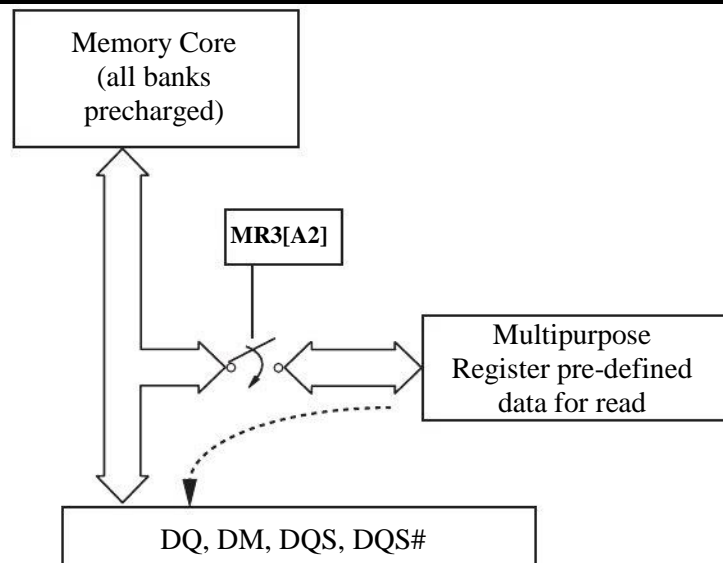 Memory Core
(all banks
precharged)
MR3[A2]
Multipurpose
Register pre-defined
data for read
DQ, DM, DQS, DQS#